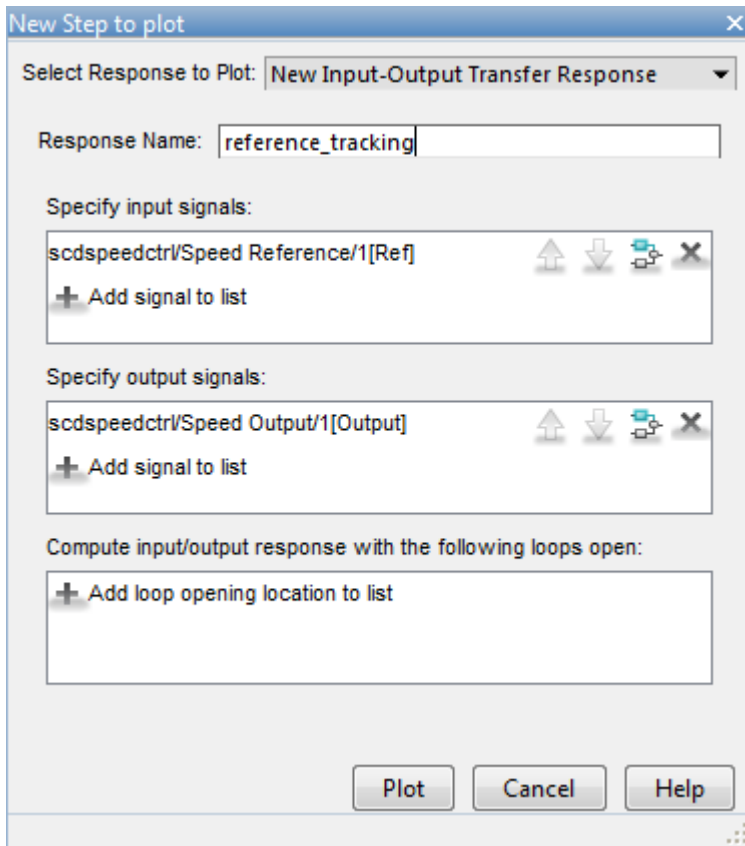 New Step to plot
Select Response to Plot: New Input-Output Transfer Response
Response Name: reference_tracking
Specify input signals:
scdspeedctrl/Speed Reference/1[Ref]
Add signal to list
Specify output signals:
scdspeedctrl/Speed Output/1[Output]
Add signal to list
Compute input/output response with the following loops open:
Add loop opening location to list
Plot Cancel Help